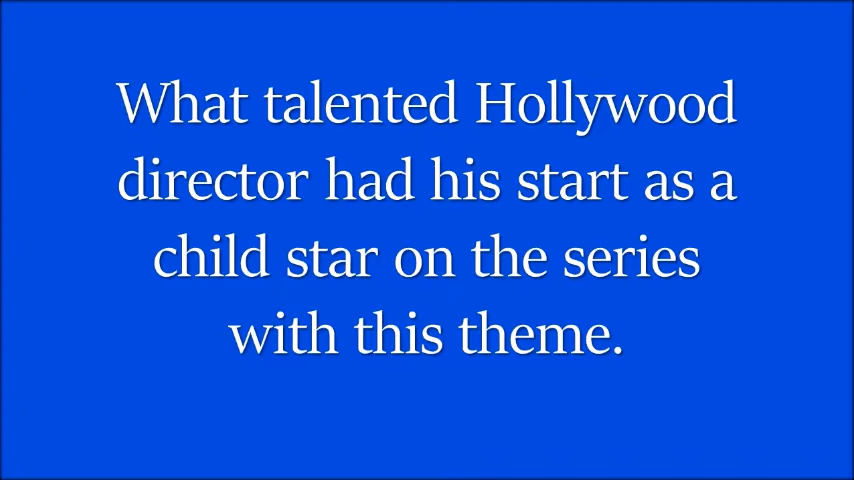 What talented Hollywood
director had his start as a
child star on the series
with this theme.